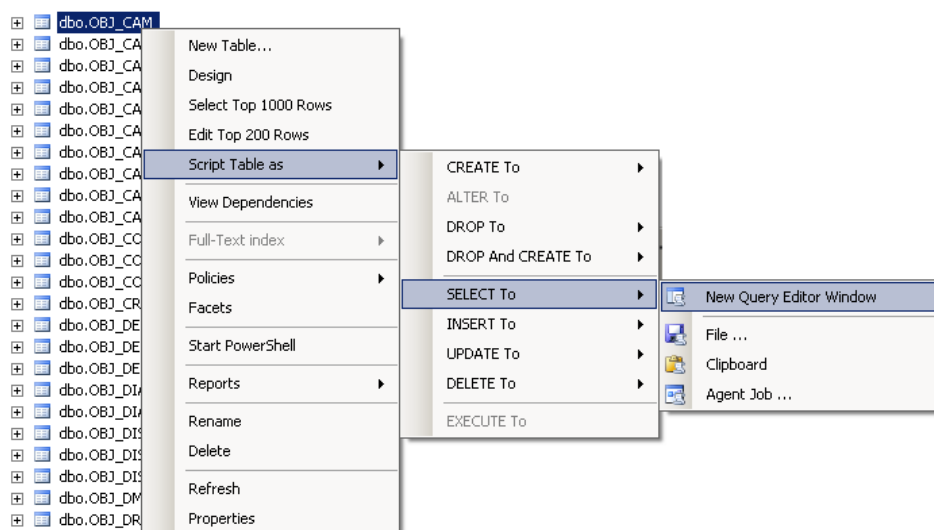 dbo.OBJ_CAM
dbo.OBJ_CA
dbo.OBJ_CA
dbo.OBJ_CA
dbo.OBJ_CA
dbo.OBJ_CA
dbo.OBJ_CA
dbo.OBJ_CA
dbo.OBJ_CA
dbo.OBJ_CA
dbo.OBJ_CO
dbo.OBJ_CO
dbo.OBJ_CO
dbo.OBJ_CR
dbo.OBJ_DE
dbo.OBJ_DE
dbo.OBJ_DE
dbo.OBJ_DIA
dbo.OBJ_DIA
dbo.OBJ_DIS
dbo.OBJ_DIS
dbo.OBJ_DIS
dbo.OBJ_DM
dbo.OBJ_DR
New Table...
Design
Select Top 1000 Rows
Edit Top 200 Rows
Script Table as
View Dependencies
Full-Text index
Policies
Facets
Start PowerShell
Reports
Rename
Delete
Refresh
Properties
CREATE To
ALTER To
DROP To
DROP And CREATE To
SELECT To
INSERT To
UPDATE To
DELETE To
EXECUTE To
New Query Editor Window
File ...
Clipboard
Agent Job ...